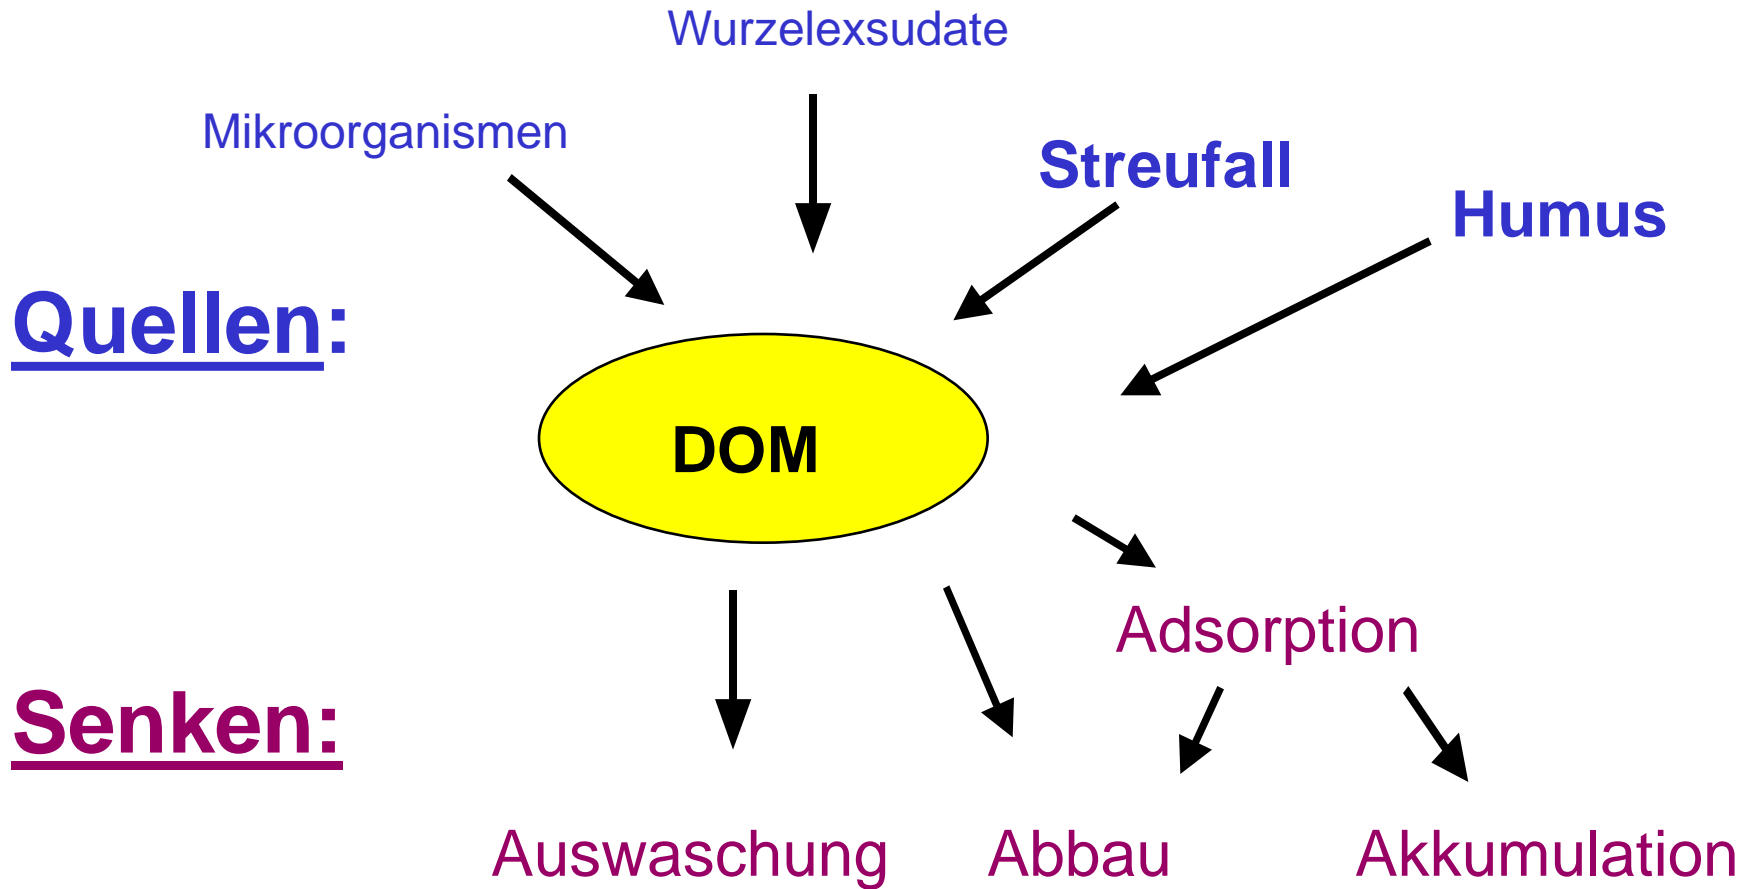 Wurzelexsudate
Mikroorganismen
Streufall
Humus
Quellen:
DOM
Adsorption
Senken:
Auswaschung
Abbau
Akkumulation